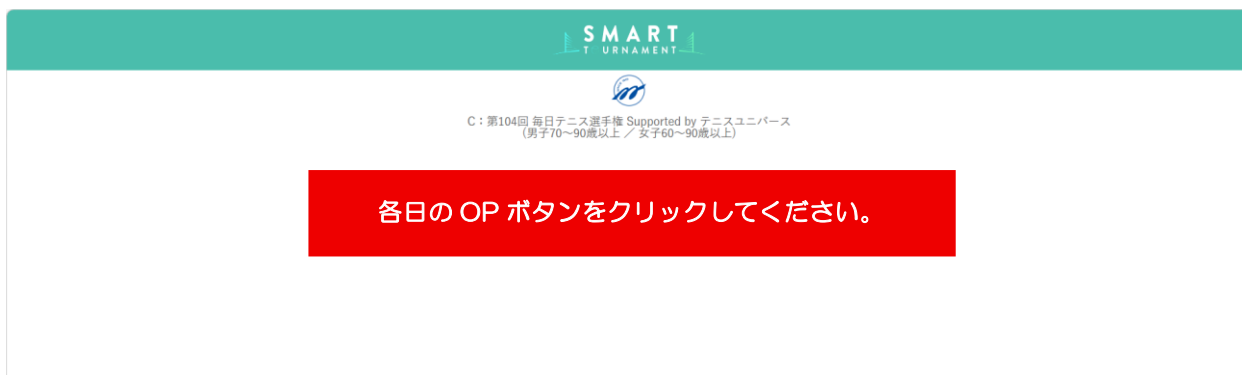 SMART
T URNAMENT
C：第104回 毎日テニス選手権 Supported by テニスユニバース
（男子70〜90歳以上 ／ 女子60〜90歳以上）
各日の OP ボタンをクリックしてください。